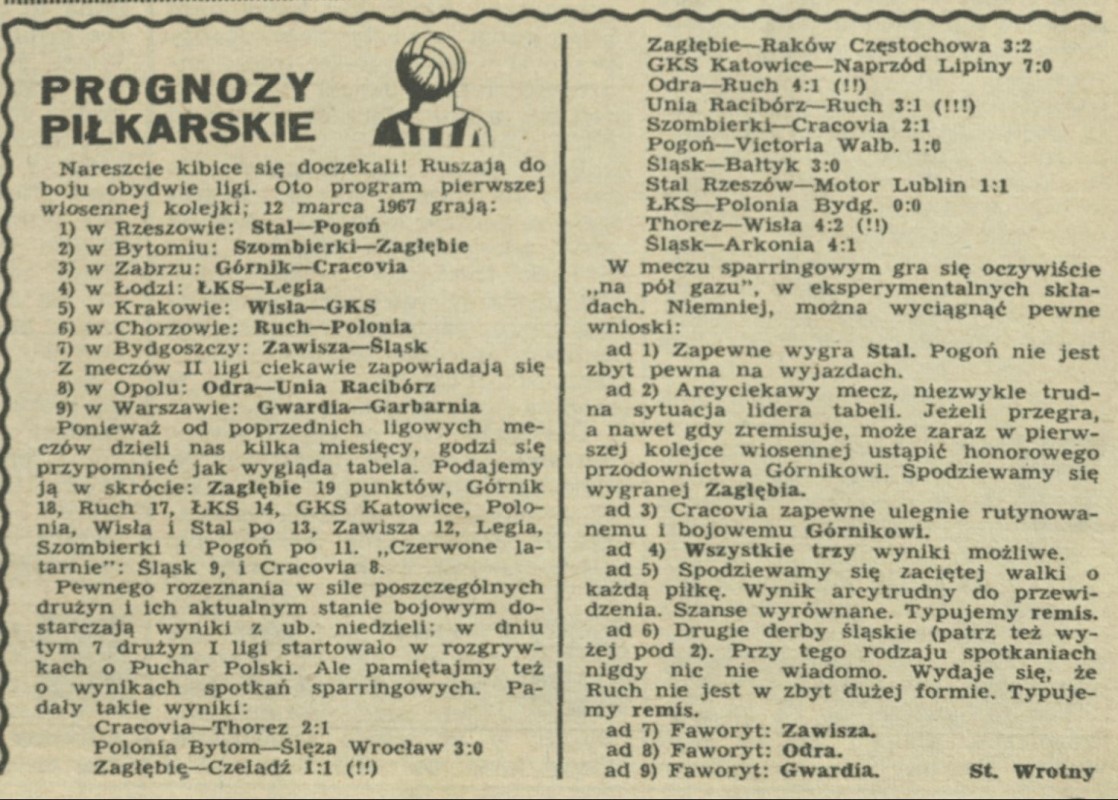 PROGNOZY
PIŁKARSKIE
Nareszcie kibice się doczekali! Ruszają do
boju obydwie ligi. Oto program pierwszej
wiosennej kolejki; 12 marca 1967 grają:
1) w Rzeszowie: Stal—Pogoń
2) w Bytomiu: Szombierki—Zagłębie
3) w Zabrzu: Górnik—Cracovia
4) w Łodzi: ŁKS—Legia
5) w Krakowie: Wisła—GKS
6) w Chorzowie: Ruch—Polonia
7) w Bydgoszczy: Zawisza—Śląsk
Z meczów II ligi ciekawie zapowiadają się
8) w Opolu: Odra—Unia Racibórz
9) w Warszawie: Gwardia—Garbarnia
Ponieważ od poprzednich ligowych me-
czów dzieli nas kilka miesięcy, godzi się
przypomnieć jak wygląda tabela. Podajemy
ją w skrócie: Zagłębie 19 punktów, Górnik
18, Ruch 17, ŁKS 14, GKS Katowice, Polo-
nia, Wisła i Stal po 13, Zawisza 12, Legia,
Szombierki i Pogoń po 11. „Czerwone la-
tarnie": Śląsk 9, i Cracovia 8.
Pewnego rozeznania w sile poszczególnych
drużyn i ich aktualnym stanie bojowym do-
starczają wyniki z ub. niedzieli; w dniu
tym 7 drużyn I ligi startowało w rozgryw-
kach o Puchar Polski. Ale pamiętajmy też
o wynikach spotkań sparringowych. Pa-
dały takie wyniki:
Cracovia—Thorez 2:1
Polonia Bytom—Ślęza Wrocław 3:0
Zagłębię—Czeladź 1:1 (!!)
Zagłębie—Raków Częstochowa 3:2
GKS Katowice—Naprzód Lipiny 7:0
Odra—Ruch 4:1 (!!)
Unia Racibórz—Ruch 3:1 (!!!)
Szombierki—Cracovia 2:1
Pogoń—Victoria Wałb. 1:0
Śląsk—Bałtyk 3:0
Stal Rzeszów—Motor Lublin 1:1
ŁKS—Polonia Bydg. 0:0
Thorez—Wisła 4:2 (!!)
Śląsk—Arkonia 4:1
W meczu sparringowym gra się oczywiście
„na pół gazu", w eksperymentalnych skła-
dach. Niemniej, można wyciągnąć pewne
wnioski:
ad 1) Zapewne wygra Stal. Pogoń nie jest
zbyt pewna na wyjazdach.
ad 2) Arcyciekawy mecz, niezwykle trud-
na sytuacja lidera tabeli. Jeżeli przegra,
a nawet gdy zremisuje, może zaraz w pierw-
szej kolejce wiosennej ustąpić honorowego
przodownictwa Górnikowi. Spodziewamy się
wygranej Zagłębia.
ad 3) Cracovia zapewne ulegnie rutynowa-
nemu i bojowemu Górnikowi.
ad 4) Wszystkie trzy wyniki możliwe.
ad 5) Spodziewamy się zaciętej walki o
każdą piłkę. Wynik arcytrudny do przewi-
dzenia. Szanse wyrównane. Typujemy remis.
ad 6) Drugie derby śląskie (patrz też wy-
żej pod 2). Przy tego rodzaju spotkaniach
nigdy nic nie wiadomo. Wydaje się, że
Ruch nie jest w zbyt dużej formie. Typuje-
my remis.
ad 7) Faworyt: Zawisza.
ad 8) Faworyt: Odra.
ad 9) Faworyt: Gwardia. St. Wrotny